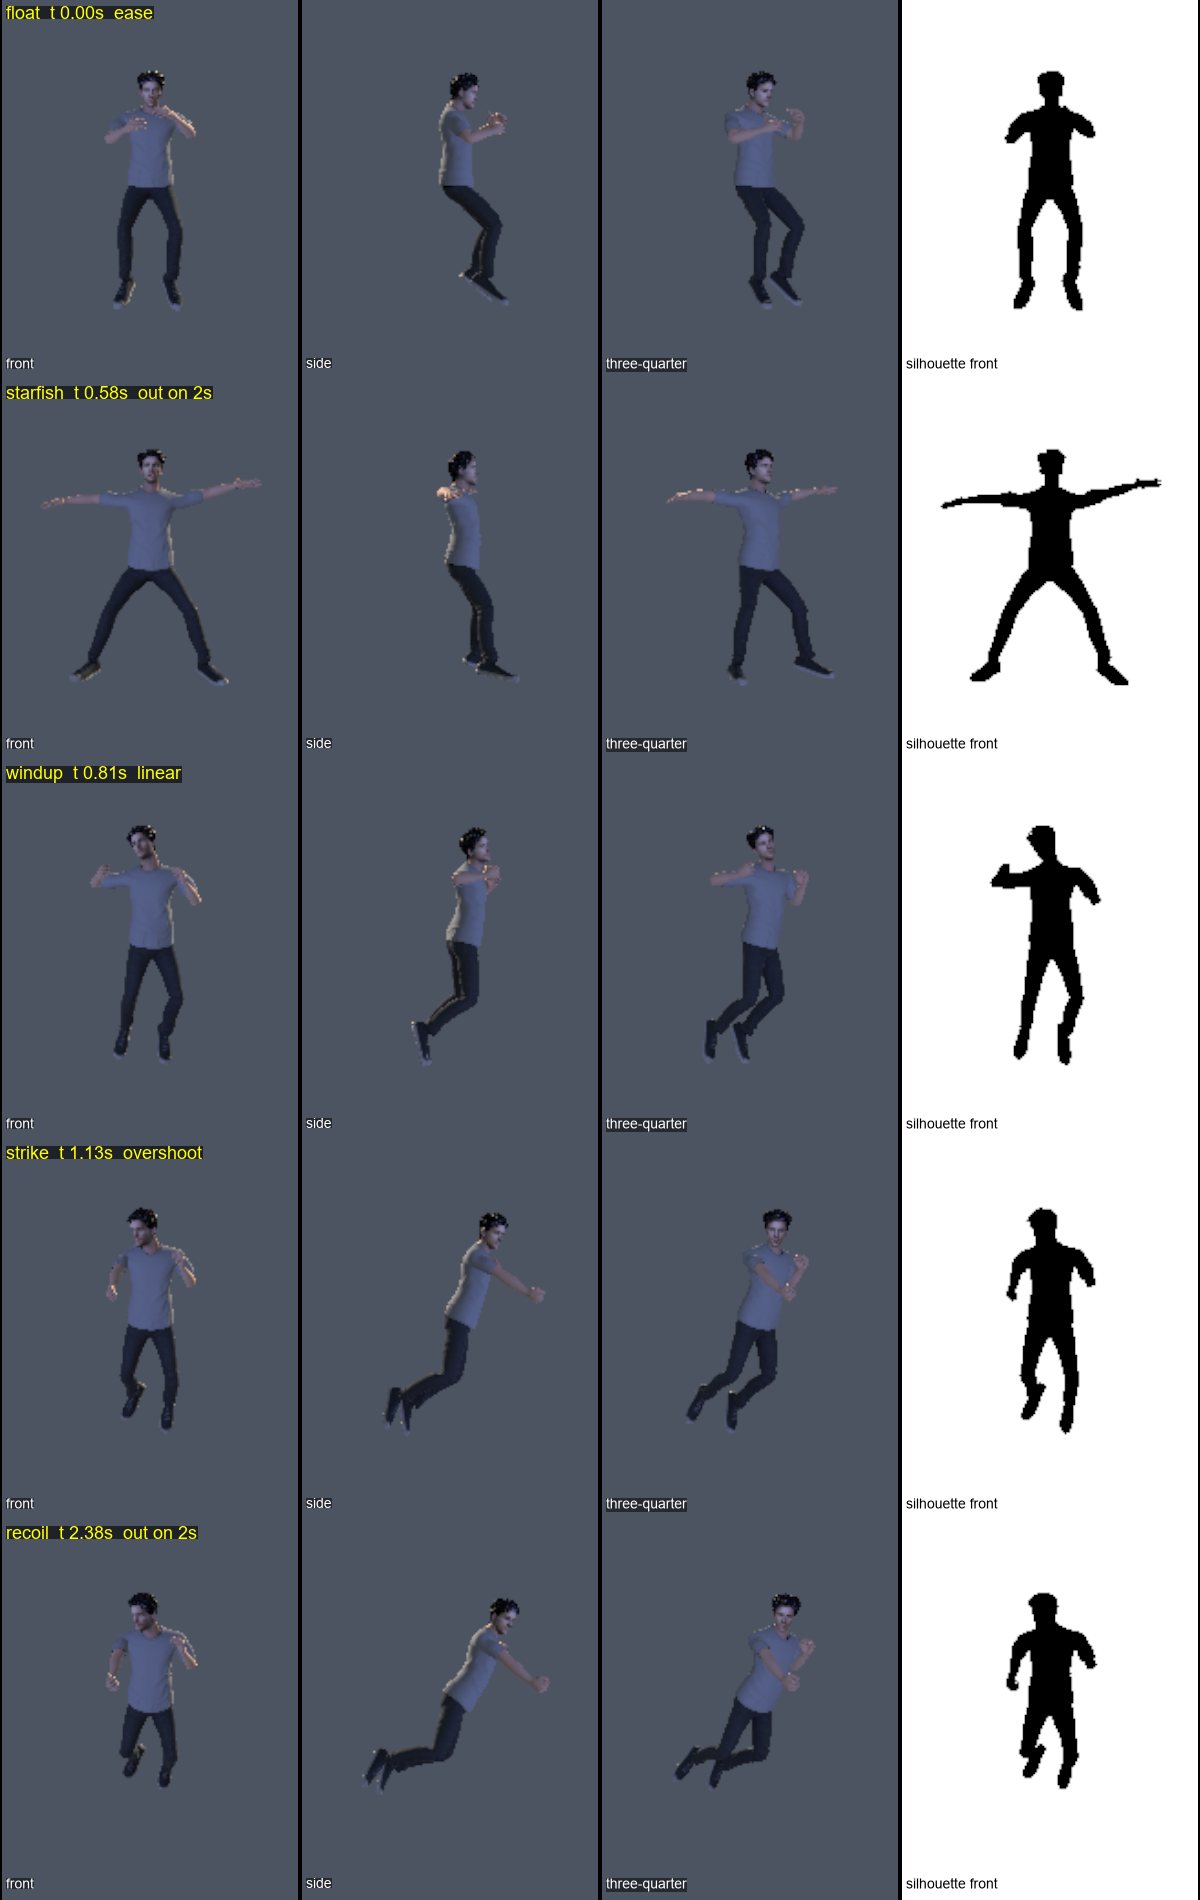 float t 0.00s ease
front
side
three-quarter
silhouette front
starfish t 0.58s out on 2s
front
side
three-quarter
silhouette front
windup t 0.81s linear
front
side
three-quarter
silhouette front
strike t 1.13s overshoot
front
side
three-quarter
silhouette front
recoil t 2.38s out on 2s
front
side
three-quarter
silhouette front